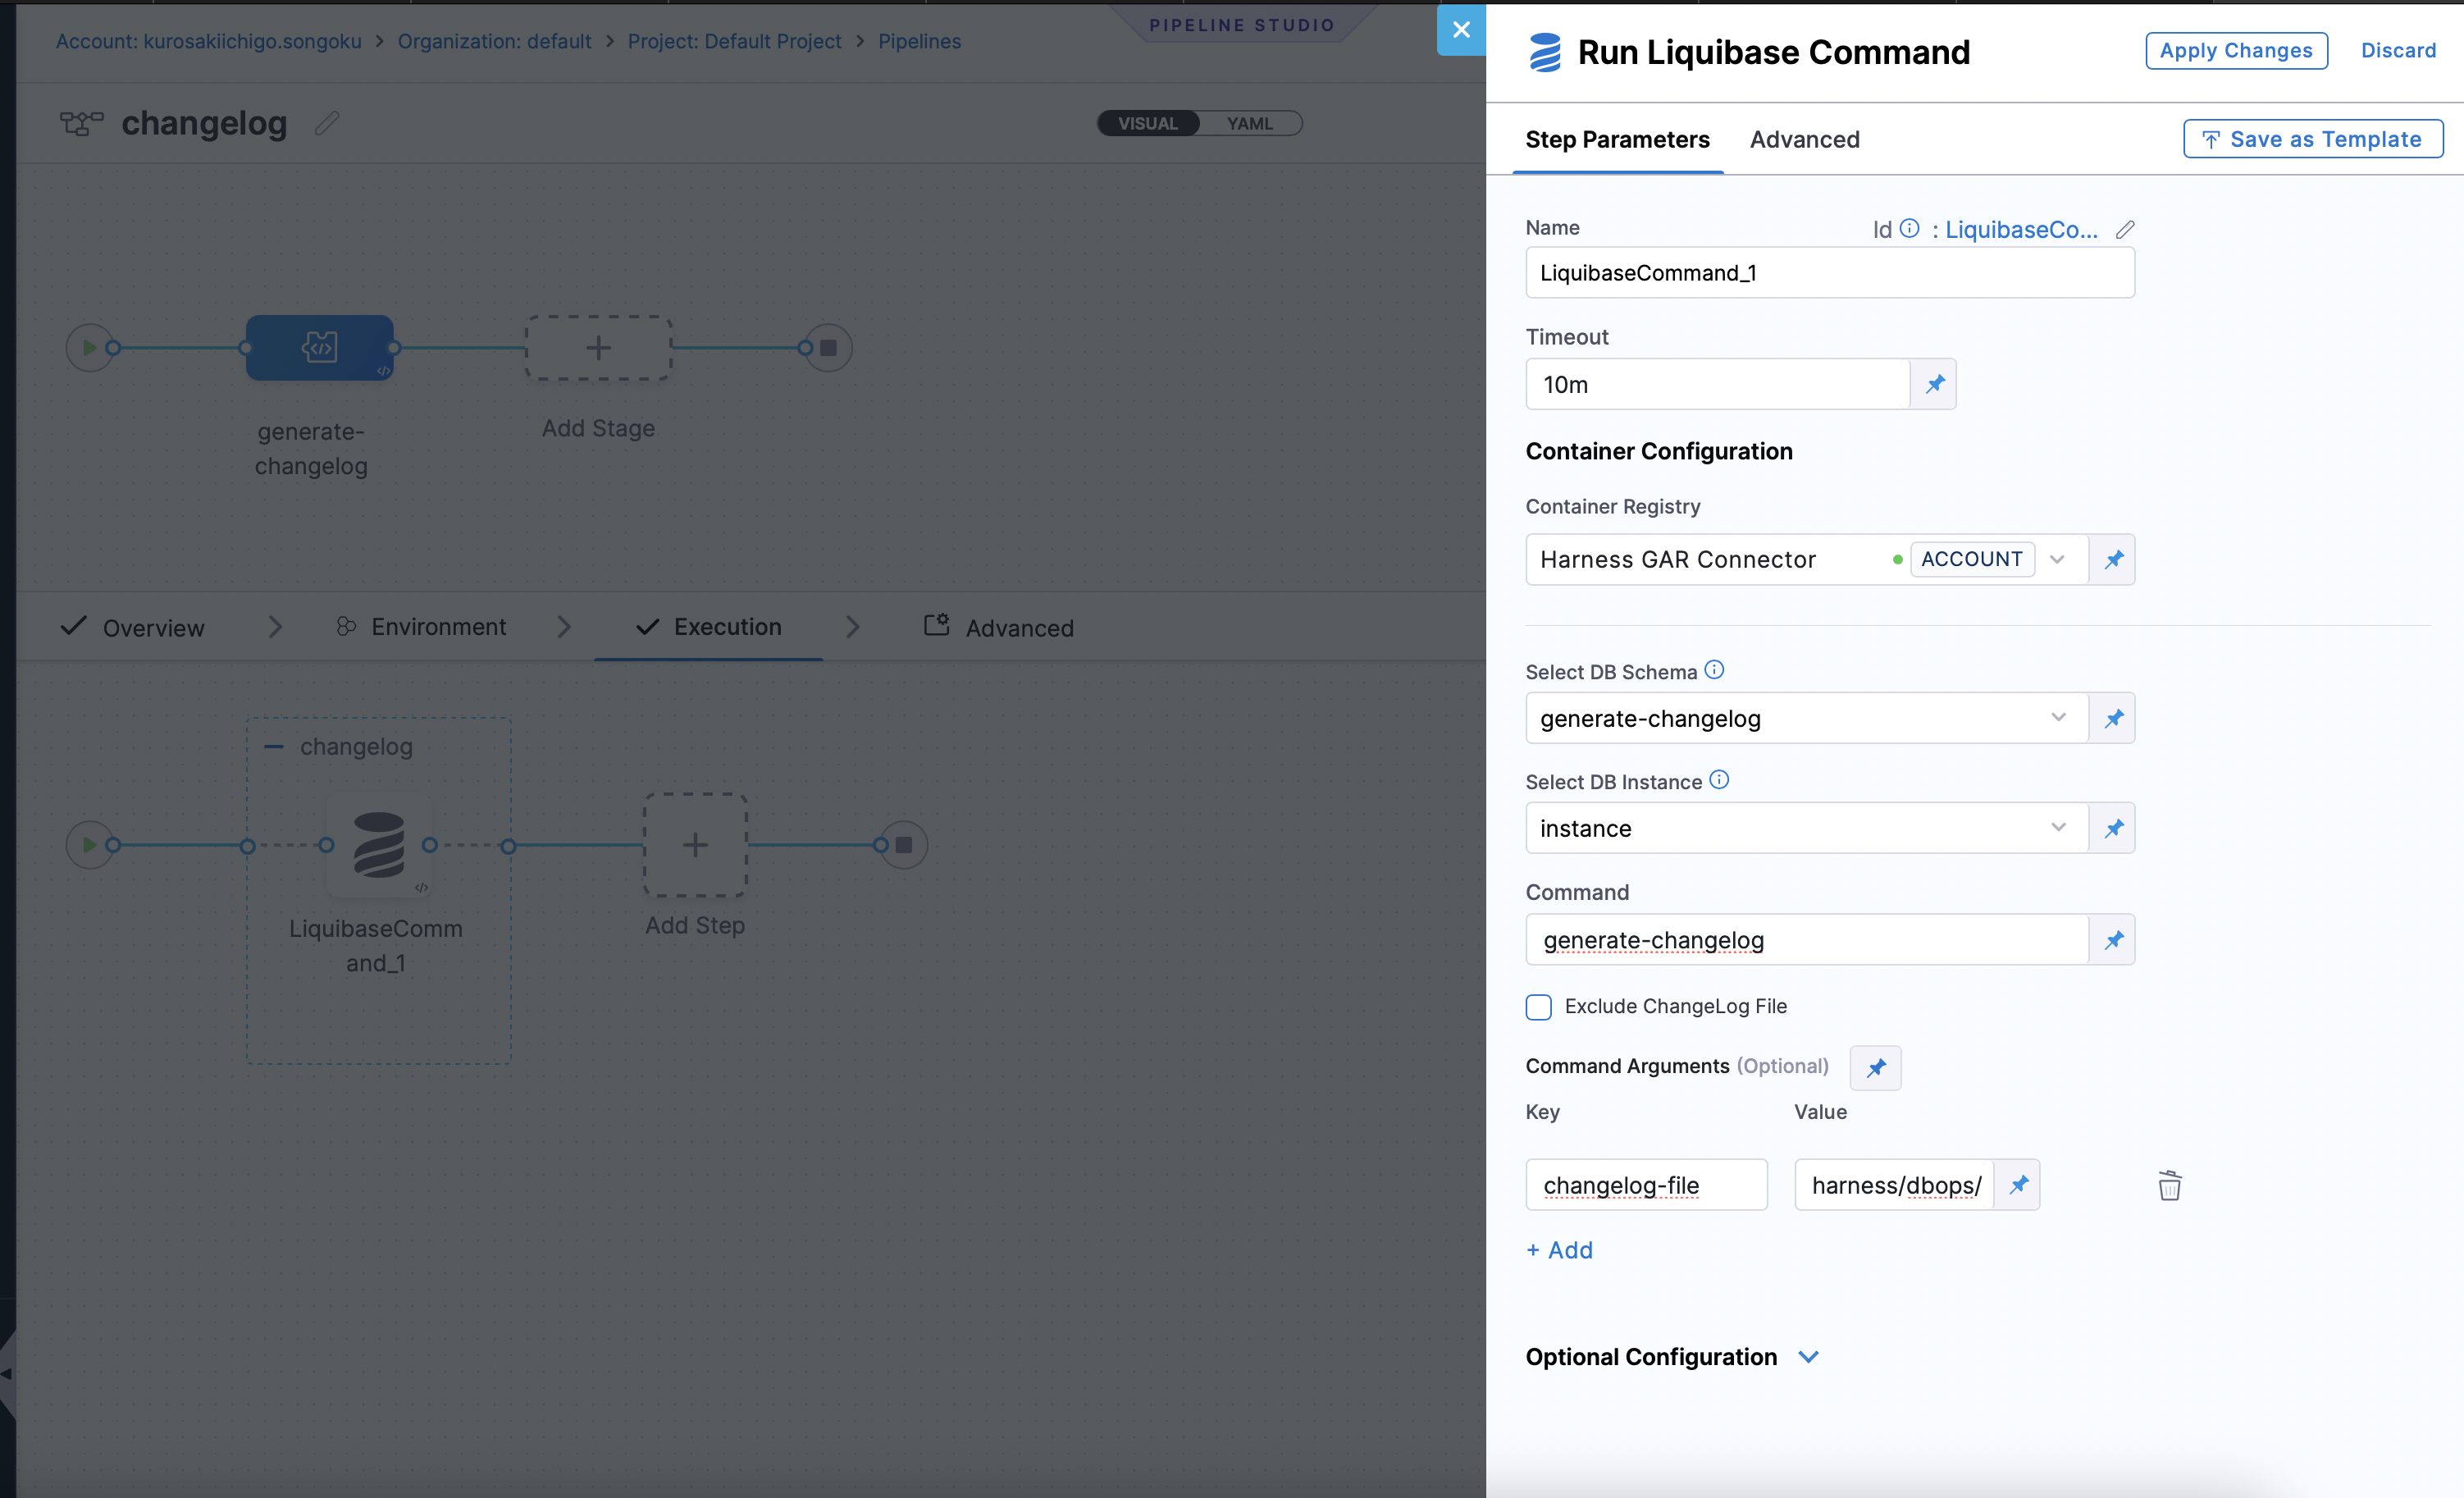 Account: kurosakiichigo.songoku > Organization: default > Project: Default Project > Pipelines
PIPELINE STUDIO
changelog
VISUAL YAML
generate-
changelog
Add Stage
Overview
Environment
Execution
Advanced
changelog
LiquibaseComm
and_1
Add Step
Run Liquibase Command
Apply Changes
Discard
Step Parameters
Advanced
Save as Template
Name
Id : LiquibaseCo...
LiquibaseCommand_1
Timeout
10m
Container Configuration
Container Registry
Harness GAR Connector
ACCOUNT
Select DB Schema
generate-changelog
Select DB Instance
instance
Command
generate-changelog
Exclude ChangeLog File
Command Arguments (Optional)
Key Value
changelog-file
harness/dbops/
+ Add
Optional Configuration